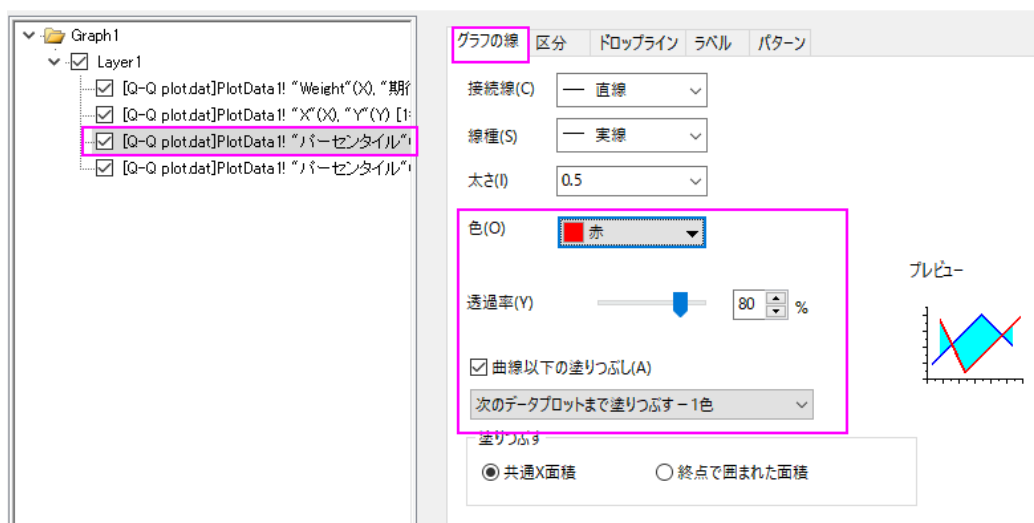 Graph1
Layer1
[Q-Q plot.dat]PlotData1! "Weight"(X), "期待
[Q-Q plot.dat]PlotData1! "X"(X), "Y"(Y) [1
[Q-Q plot.dat]PlotData1! "パーセンタイル"
[Q-Q plot.dat]PlotData1! "パーセンタイル"
グラフの線 区分 ドロップライン ラベル パターン
接続線(C) 直線
線種(S) 実線
太さ(I) 0.5
色(O) 赤
プレビュー
透過率(Y) 80 %
曲線以下の塗りつぶし(A)
次のデータプロットまで塗りつぶす − 1色
塗りつぶす
共通X面積 終点で囲まれた面積